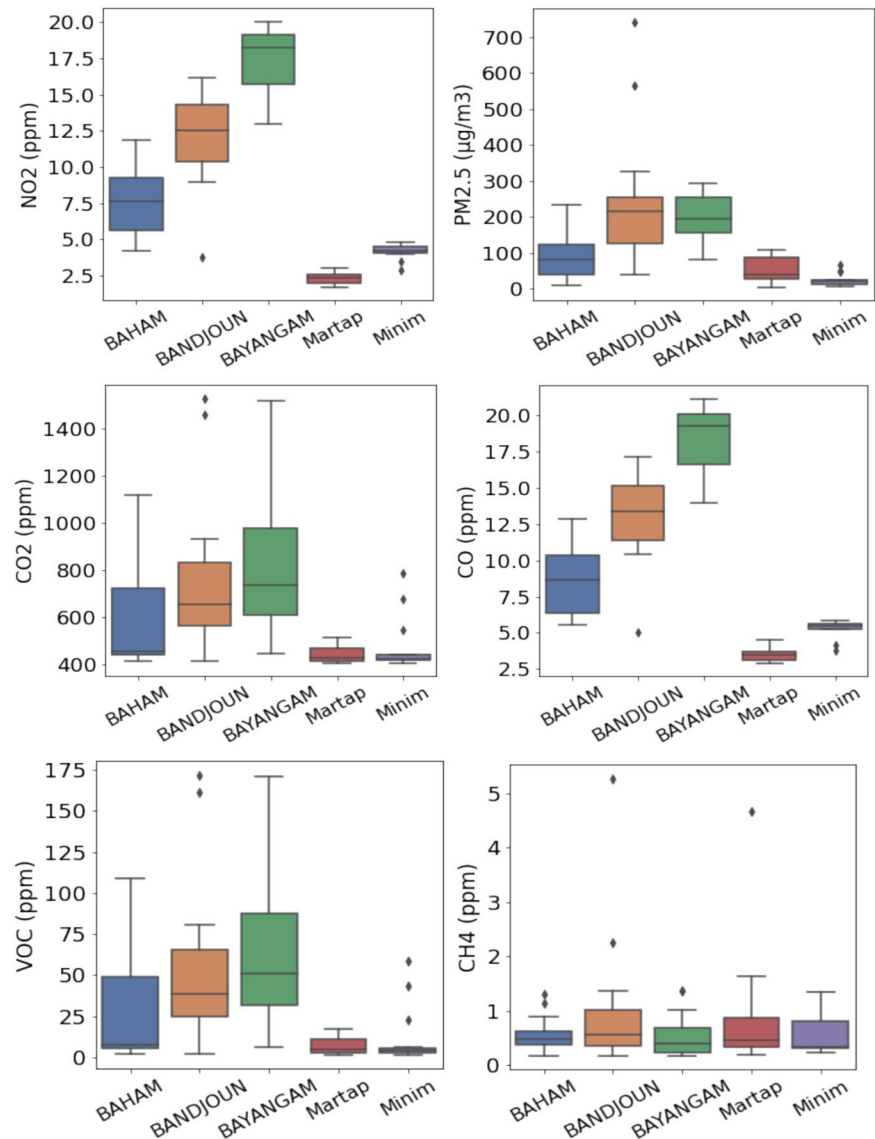 NO2 (ppm)
20.0
17.5
15.0
12.5
10.0
7.5
5.0
2.5
BAHAM
BANDJOUN
BAYANGAM
Martap
Minim
PM2.5 (µg/m3)
700
600
500
400
300
200
100
0
BAHAM
BANDJOUN
BAYANGAM
Martap
Minim
CO2 (ppm)
1400
1200
1000
800
600
400
BAHAM
BANDJOUN
BAYANGAM
Martap
Minim
CO (ppm)
20.0
17.5
15.0
12.5
10.0
7.5
5.0
2.5
BAHAM
BANDJOUN
BAYANGAM
Martap
Minim
VOC (ppm)
175
150
125
100
75
50
25
0
BAHAM
BANDJOUN
BAYANGAM
Martap
Minim
CH4 (ppm)
5
4
3
2
1
0
BAHAM
BANDJOUN
BAYANGAM
Martap
Minim